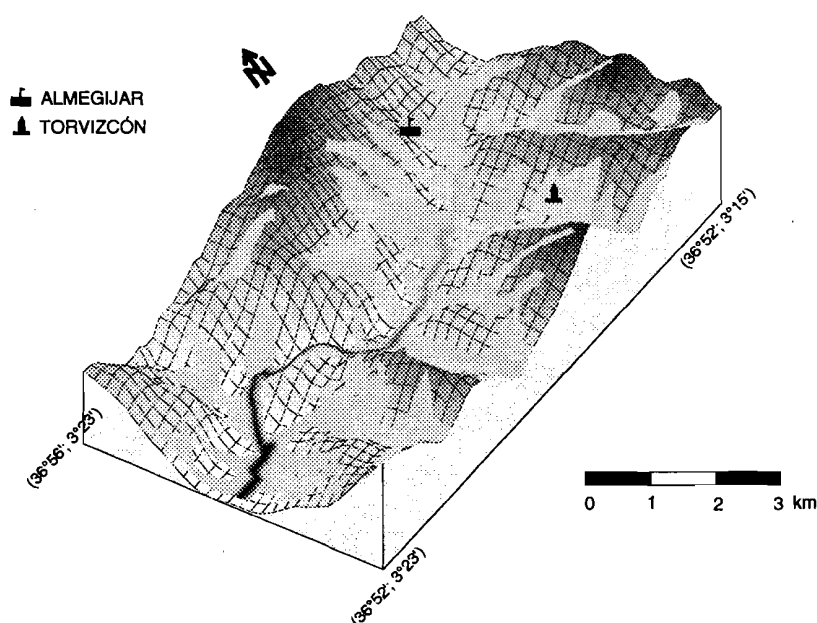 N
ALMEGIJAR
TORVIZCÓN
(36°52'; 3°15')
(36°56'; 3°23')
(36°52'; 3°23')
0 1 2 3 km